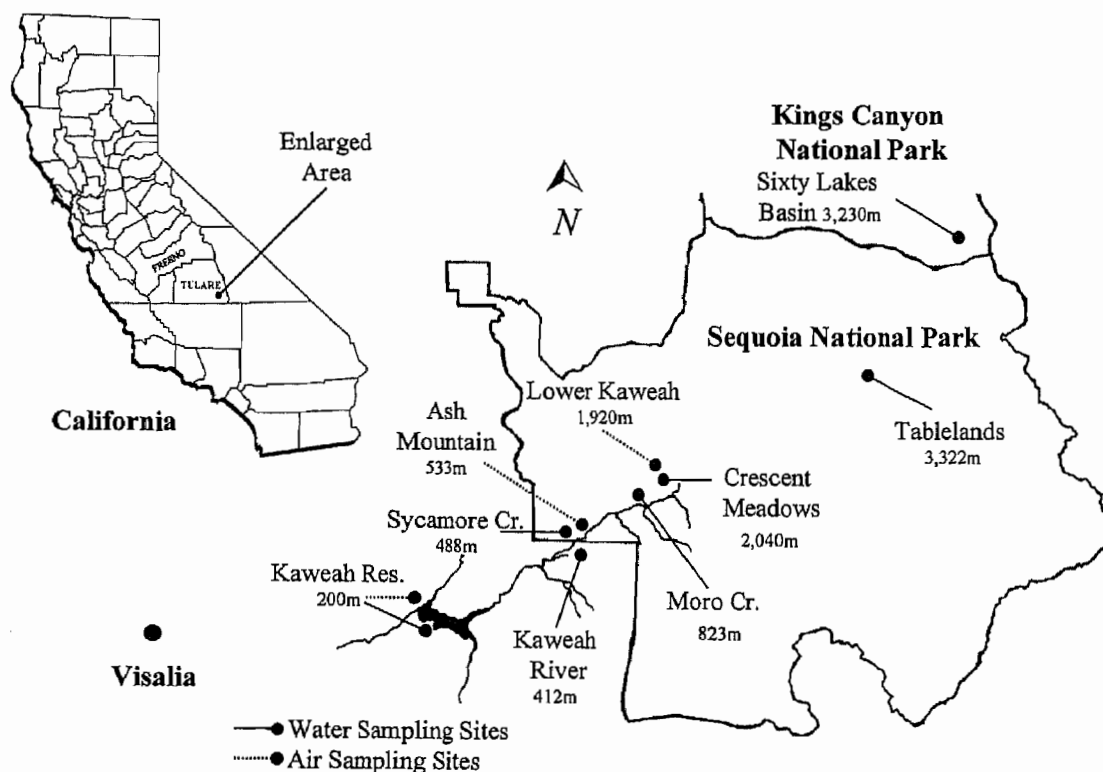 Kings Canyon
National Park
Sixty Lakes
Basin 3,230m
Enlarged
Area
N
FRESNO
TULARE
Sequoia National Park
Lower Kaweah
1,920m
California
Ash
Mountain
533m
Tablelands
3,322m
Crescent
Meadows
2,040m
Sycamore Cr.
488m
Kaweah Res.
200m
Moro Cr.
823m
Kaweah
River
412m
Visalia
Water Sampling Sites
Air Sampling Sites